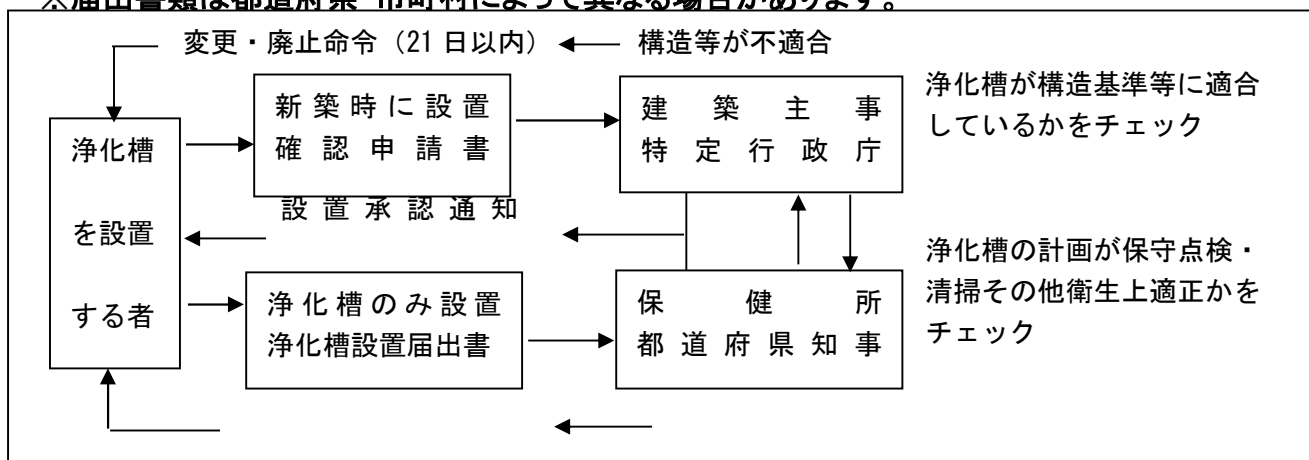 ※届出書類は都道府県・市町村によって異なる場合があります。
変更・廃止命令（21日以内）
構造等が不適合
浄化槽
を設置
する者
新築時に設置
確認申請書
建築主事
特定行政庁
浄化槽が構造基準等に適合
しているかをチェック
設置承認通知
浄化槽のみ設置
浄化槽設置届出書
保健所
都道府県知事
浄化槽の計画が保守点検・
清掃その他衛生上適正かを
チェック